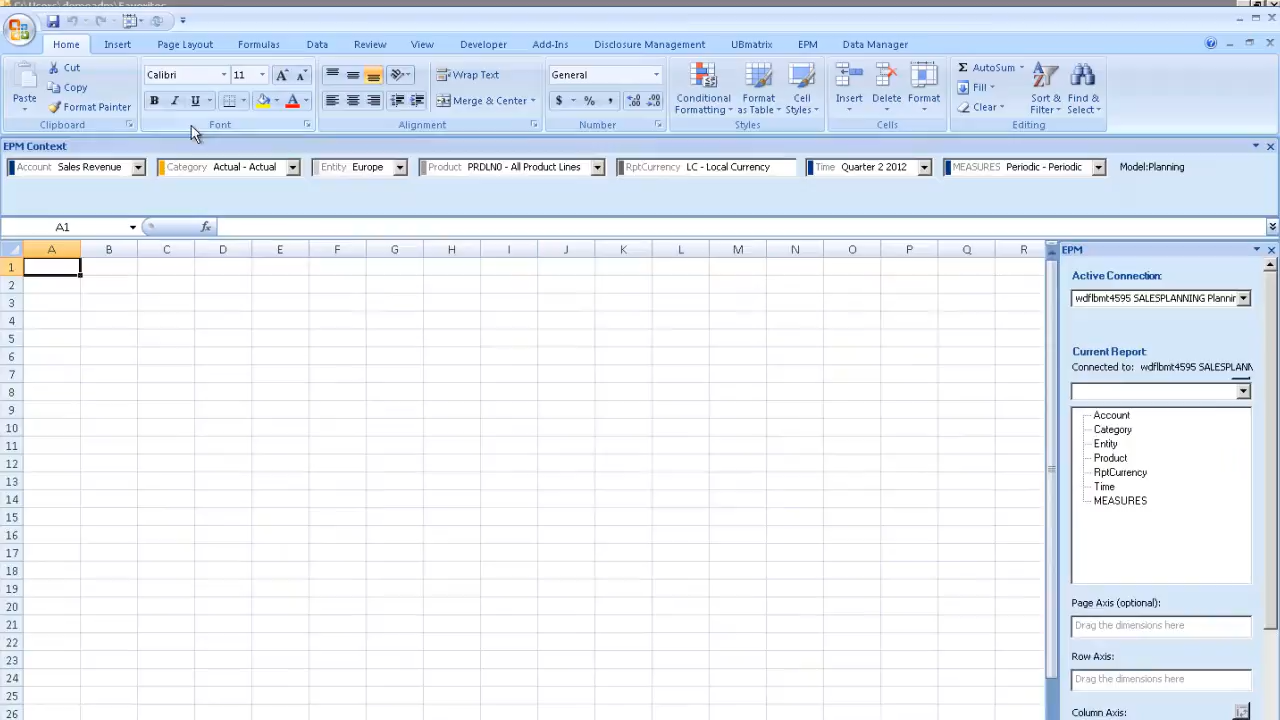 C:\Users\demoadm\Favorites
Home Insert Page Layout Formulas Data Review View Developer Add-Ins Disclosure Management UBmatrix EPM Data Manager
Paste
Cut
Copy
Format Painter
Clipboard
Calibri 11
B I U
Font
Wrap Text
Merge & Center
Alignment
General
$ % ,
Number
Conditional Formatting
Format as Table
Cell Styles
Styles
Insert Delete Format
Cells
AutoSum
Fill
Clear
Sort & Filter
Find & Select
Editing
EPM Context
Account Sales Revenue Category Actual - Actual Entity Europe Product PRDLN0 - All Product Lines RptCurrency LC - Local Currency Time Quarter 2 2012 MEASURES Periodic - Periodic Model:Planning
A1 fx
A B C D E F G H I J K L M N O P Q R
1
2
3
4
5
6
7
8
9
10
11
12
13
14
15
16
17
18
19
20
21
22
23
24
25
26
EPM
Active Connection:
wdflbmt4595 SALESPLANNING Plannin
Current Report:
Connected to: wdflbmt4595 SALESPLANN
Account
Category
Entity
Product
RptCurrency
Time
MEASURES
Page Axis (optional):
Drag the dimensions here
Row Axis:
Drag the dimensions here
Column Axis: